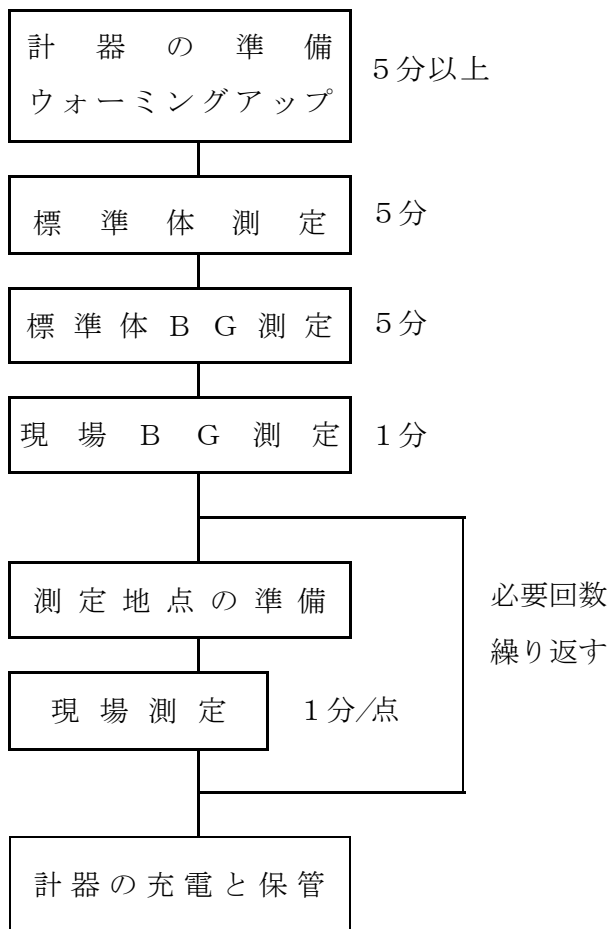 計器の準備
ウォーミングアップ
５分以上
標準体測定
５分
標準体ＢＧ測定
５分
現場ＢＧ測定
１分
測定地点の準備
必要回数
繰り返す
現場測定
１分/点
計器の充電と保管